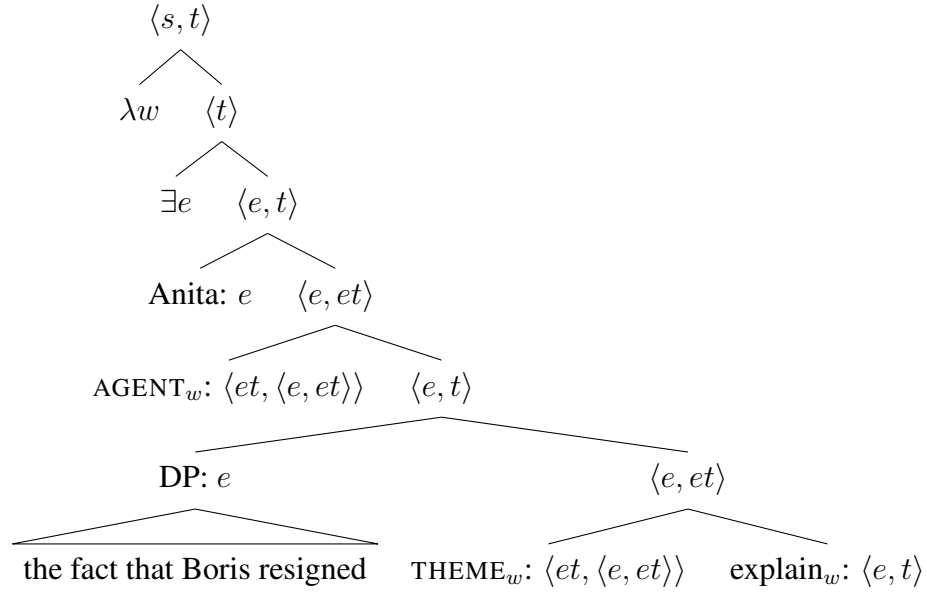 ⟨s, t⟩
λw ⟨t⟩
∃e ⟨e, t⟩
Anita: e ⟨e, et⟩
AGENT_w: ⟨et, ⟨e, et⟩⟩ ⟨e, t⟩
DP: e ⟨e, et⟩
the fact that Boris resigned THEME_w: ⟨et, ⟨e, et⟩⟩ explain_w: ⟨e, t⟩